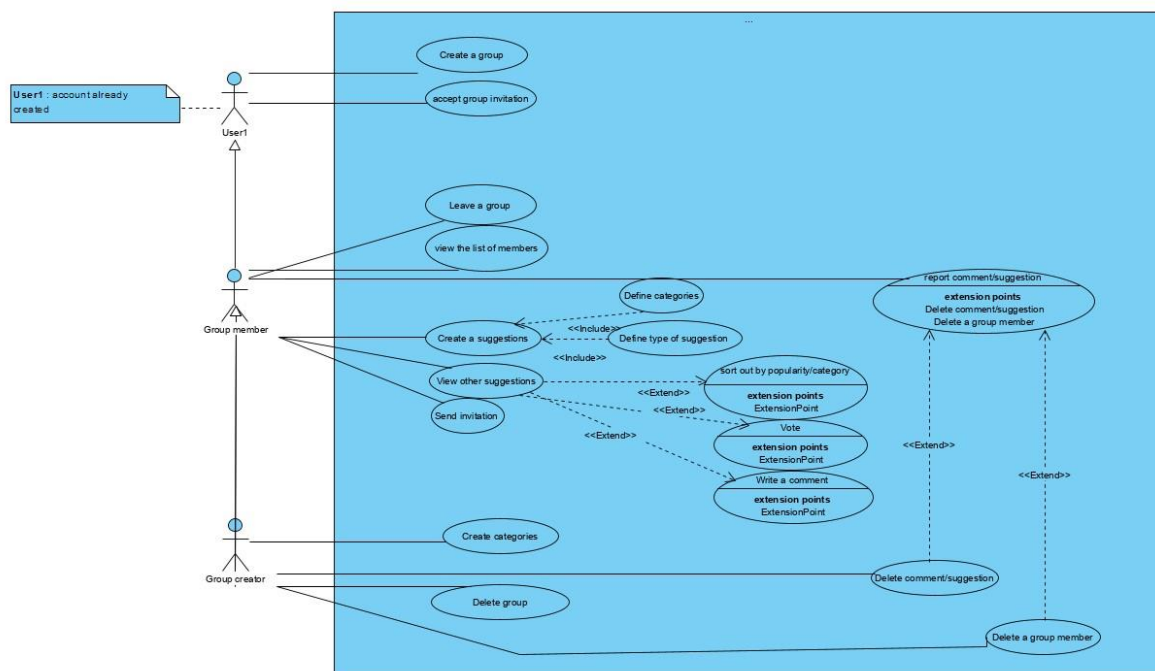 ...
Create a group
User1 : account already
created
accept group invitation
User1
Leave a group
view the list of members
report comment/suggestion
extension points
Delete comment/suggestion
Delete a group member
Define categories
Group member
<<Include>>
Create a suggestions
Define type of suggestion
<<Include>>
View other suggestions
sort out by popularity/category
<<Extend>>
extension points
ExtensionPoint
Send invitation
<<Extend>>
Vote
<<Extend>>
extension points
ExtensionPoint
<<Extend>>
Write a comment
<<Extend>>
extension points
ExtensionPoint
Create categories
Group creator
Delete comment/suggestion
Delete group
Delete a group member